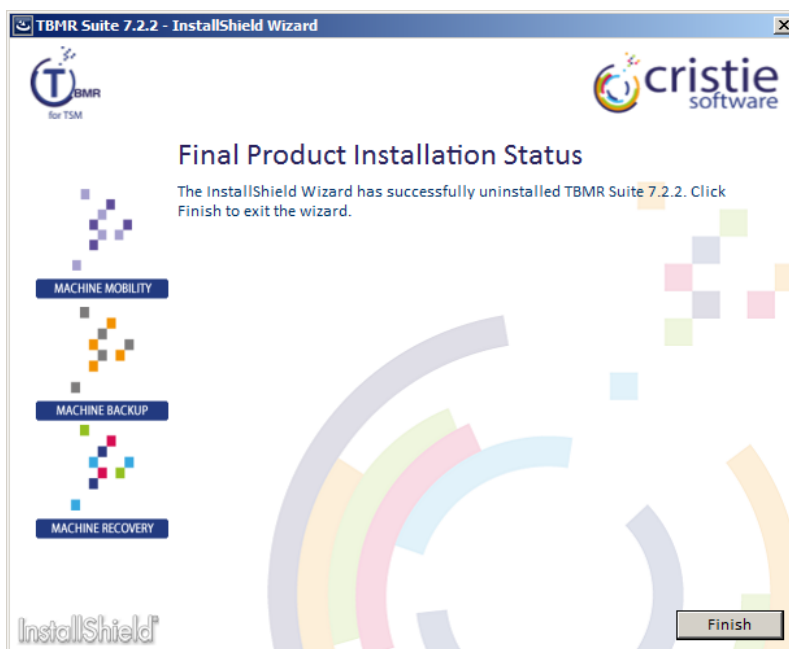 TBMR Suite 7.2.2 - InstallShield Wizard
TBMR
for TSM
cristie
software
Final Product Installation Status
The InstallShield Wizard has successfully uninstalled TBMR Suite 7.2.2. Click
Finish to exit the wizard.
MACHINE MOBILITY
MACHINE BACKUP
MACHINE RECOVERY
InstallShield
Finish